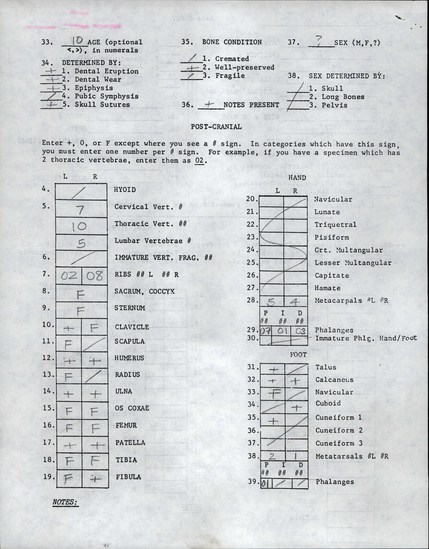 33. 10 AGE (optional
<,>), in numerals
34. DETERMINED BY:
+ 1. Dental Eruption
+ 2. Dental Wear
+ 3. Epiphysis
/ 4. Pubic Symphysis
+ 5. Skull Sutures
35. BONE CONDITION
/ 1. Cremated
+ 2. Well-preserved
/ 3. Fragile
36. + NOTES PRESENT
37. ? SEX (M,F,?)
38. SEX DETERMINED BY:
/ 1. Skull
/ 2. Long Bones
/ 3. Pelvis
POST-CRANIAL
Enter +, 0, or F except where you see a # sign. In categories which have this sign,
you must enter one number per # sign. For example, if you have a specimen which has
2 thoracic vertebrae, enter them as 02.
L R
4. / HYOID
5. 7 Cervical Vert. #
10 Thoracic Vert. ##
5 Lumbar Vertebrae #
6. / IMMATURE VERT. FRAG. ##
7. 02 08 RIBS ## L ## R
8. F SACRUM, COCCYX
9. F STERNUM
10. + F CLAVICLE
11. F / SCAPULA
12. + + HUMERUS
13. F / RADIUS
14. + + ULNA
15. F F OS COXAE
16. F F FEMUR
17. + + PATELLA
18. F F TIBIA
19. F + FIBULA
NOTES:
HAND
L R
20. Navicular
21. Lunate
22. Triquetral
23. Pisiform
24. Grt. Multangular
25. Lesser Multangular
26. Capitate
27. Hamate
28. 5 4 Metacarpals #L #R
P I D
## ## ##
29. 07 01 03 Phalanges
30. Immature Phlg. Hand/Foot
FOOT
31. + / Talus
32. + + Calcaneus
33. F / Navicular
34. / + Cuboid
35. + / Cuneiform 1
36. Cuneiform 2
37. Cuneiform 3
38. 2 1 Metatarsals #L #R
P I D
## ## ##
39. 01 / / Phalanges